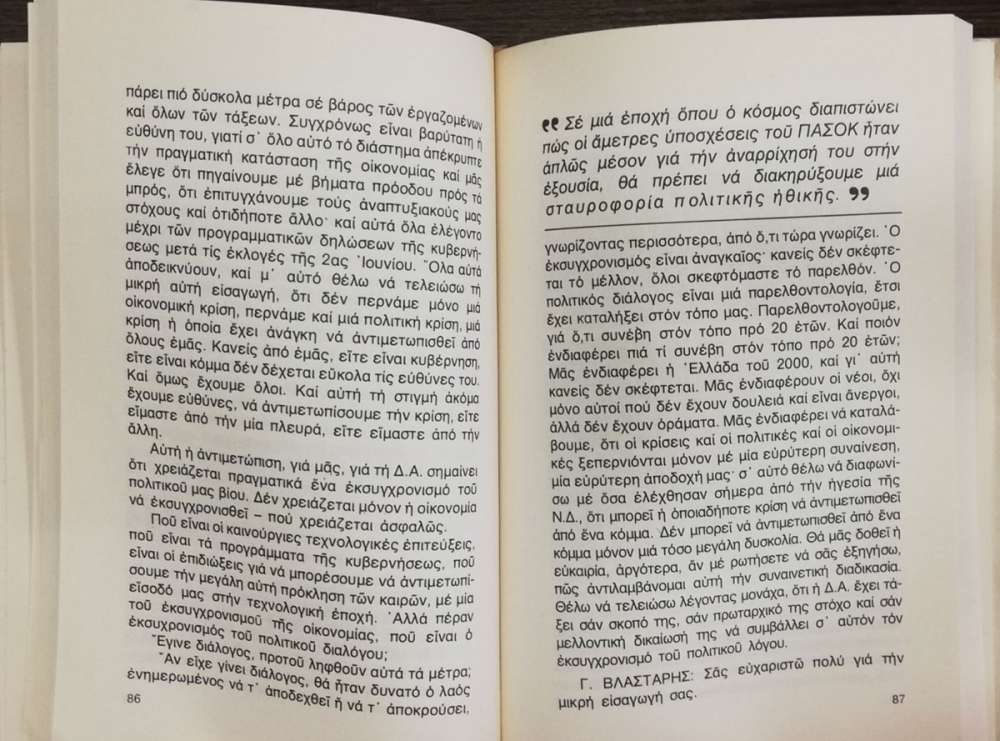 πάρει πιό δύσκολα μέτρα σέ βάρος τῶν ἐργαζομένων
καί ὅλων τῶν τάξεων. Συγχρόνως εἶναι βαρύτατη ἡ
εὐθύνη του, γιατί σ᾿ ὅλο αὐτό τό διάστημα ἀπέκρυπτε
τήν πραγματική κατάσταση τῆς οἰκονομίας καί μᾶς
ἔλεγε ὅτι πηγαίνουμε μέ βήματα πρόοδου πρός τά
μπρός, ὅτι ἐπιτυγχάνουμε τούς ἀναπτυξιακούς μας
στόχους καί ὁτιδήποτε ἄλλο· καί αὐτά ὅλα ἐλέγοντο
μέχρι τῶν προγραμματικῶν δηλώσεων τῆς κυβερνή-
σεως μετά τίς ἐκλογές τῆς 2ας ᾿Ιουνίου. ῞Ολα αὐτά
ἀποδεικνύουν, καί μ᾿ αὐτό θέλω νά τελειώσω τή
μικρή αὐτή εἰσαγωγή, ὅτι δέν περνάμε μόνο μιά
οἰκονομική κρίση, περνάμε καί μιά πολιτική κρίση, μιά
κρίση ἡ ὁποία ἔχει ἀνάγκη νά ἀντιμετωπισθεῖ ἀπό
ὅλους ἐμᾶς. Κανείς ἀπό ἐμᾶς, εἴτε εἶναι κυβέρνηση,
εἴτε εἶναι κόμμα δέν δέχεται εὔκολα τίς εὐθύνες του.
Καί ὅμως ἔχουμε ὅλοι. Καί αὐτή τή στιγμή ἀκόμα
ἔχουμε εὐθύνες, νά ἀντιμετωπίσουμε τήν κρίση, εἴτε
εἴμαστε ἀπό τήν μία πλευρά, εἴτε εἴμαστε ἀπό τήν
ἄλλη.
Αὐτή ἡ ἀντιμετώπιση, γιά μᾶς, γιά τή Δ.Α. σημαίνει
ὅτι χρειάζεται πραγματικά ἕνα ἐκσυγχρονισμό τοῦ
πολιτικοῦ μας βίου. Δέν χρειάζεται μόνον ἡ οἰκονομία
νά ἐκσυγχρονισθεῖ – πού χρειάζεται ἀσφαλῶς.
Ποῦ εἶναι οἱ καινούργιες τεχνολογικές ἐπιτεύξεις,
ποῦ εἶναι τά προγράμματα τῆς κυβερνήσεως, ποῦ
εἶναι οἱ ἐπιδιώξεις γιά νά μπορέσουμε νά ἀντιμετωπί-
σουμε τήν μεγάλη αὐτή πρόκληση τῶν καιρῶν, μέ μία
εἴσοδό μας στήν τεχνολογική ἐποχή. ᾿Αλλά πέραν
τοῦ ἐκσυγχρονισμοῦ τῆς οἰκονομίας, ποῦ εἶναι ὁ
ἐκσυχρονισμός τοῦ πολιτικοῦ διαλόγου;
῎Εγινε διάλογος, προτοῦ ληφθοῦν αὐτά τά μέτρα;
῎Αν εἶχε γίνει διάλογος, θά ἦταν δυνατό ὁ λαός
ἐνημερωμένος νά τ᾿ ἀποδεχθεῖ ἤ νά τ᾿ ἀποκρούσει,
86
❝ Σέ μιά ἐποχή ὅπου ὁ κόσμος διαπιστώνει
πώς οἱ ἄμετρες ὑποσχέσεις τοῦ ΠΑΣΟΚ ἦταν
ἁπλῶς μέσον γιά τήν ἀναρρίχησή του στήν
ἐξουσία, θά πρέπει νά διακηρύξουμε μιά
σταυροφορία πολιτικῆς ἠθικῆς. ❞
γνωρίζοντας περισσότερα, ἀπό ὅ,τι τώρα γνωρίζει. ῾Ο
ἐκσυγχρονισμός εἶναι ἀναγκαῖος· κανείς δέν σκέφτε-
ται τό μέλλον, ὅλοι σκεφτόμαστε τό παρελθόν. ῾Ο
πολιτικός διάλογος εἶναι μιά παρελθοντολογία, ἔτσι
ἔχει καταλήξει στόν τόπο μας. Παρελθοντολογοῦμε,
γιά ὅ,τι συνέβη στόν τόπο πρό 20 ἐτῶν. Καί ποιόν
ἐνδιαφέρει πιά τί συνέβη στόν τόπο πρό 20 ἐτῶν;
Μᾶς ἐνδιαφέρει ἡ ῾Ελλάδα τοῦ 2000, καί γι᾿ αὐτή
κανείς δέν σκέφτεται. Μᾶς ἐνδιαφέρουν οἱ νέοι, ὄχι
μόνο αὐτοί πού δέν ἔχουν δουλειά καί εἶναι ἄνεργοι,
ἀλλά δέν ἔχουν ὁράματα. Μᾶς ἐνδιαφέρει νά καταλά-
βουμε, ὅτι οἱ κρίσεις καί οἱ πολιτικές καί οἱ οἰκονομι-
κές ξεπερνιοῦνται μόνον μέ μία εὐρύτερη συναίνεση,
μία εὐρύτερη ἀποδοχή μας· σ᾿ αὐτό θέλω νά διαφωνί-
σω μέ ὅσα ἐλέχθησαν σήμερα ἀπό τήν ἡγεσία τῆς
Ν.Δ., ὅτι μπορεῖ ἡ ὁποιαδήποτε κρίση νά ἀντιμετωπισθεῖ
ἀπό ἕνα κόμμα. Δέν μπορεῖ νά ἀντιμετωπισθεῖ ἀπό ἕνα
κόμμα μόνον μιά τόσο μεγάλη δυσκολία. Θά μᾶς δοθεῖ ἡ
εὐκαιρία, ἀργότερα, ἄν μέ ρωτήσετε νά σᾶς ἐξηγήσω,
πῶς ἀντιλαμβάνομαι αὐτή τήν συναινετική διαδικασία.
Θέλω νά τελειώσω λέγοντας μονάχα, ὅτι ἡ Δ.Α. ἔχει τά-
ξει σάν σκοπό της, σάν πρωταρχικό της στόχο καί σάν
μελλοντική δικαίωσή της νά συμβάλει σ᾿ αὐτόν τόν
ἐκσυγχρονισμό τοῦ πολιτικοῦ λόγου.
Γ. ΒΛΑΣΤΑΡΗΣ: Σᾶς εὐχαριστῶ πολύ γιά τήν
μικρή εἰσαγωγή σας.
87